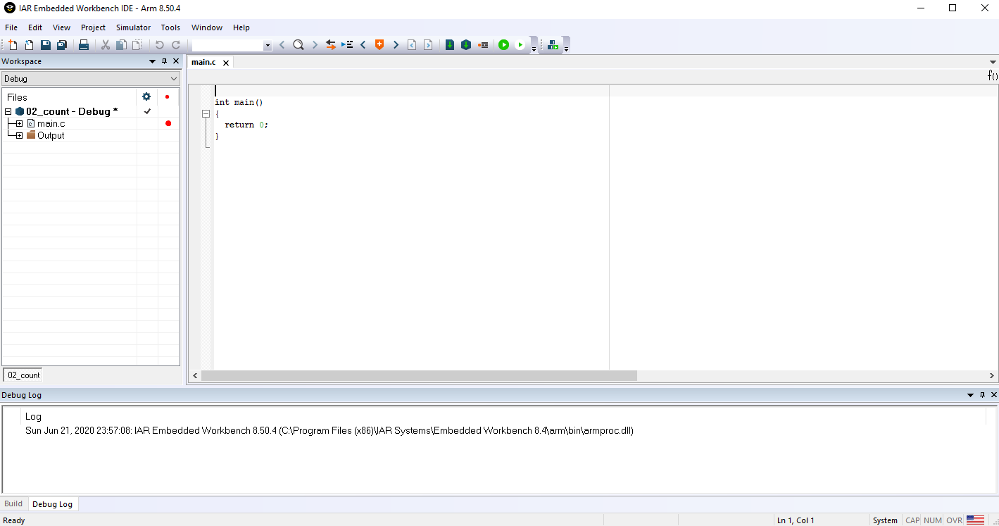 IAR Embedded Workbench IDE - Arm 8.50.4
File Edit View Project Simulator Tools Window Help
Workspace
main.c
Debug
f()
Files
02_count - Debug *
main.c
Output
int main()
{
return 0;
}
02_count
Debug Log
Log
Sun Jun 21, 2020 23:57:08: IAR Embedded Workbench 8.50.4 (C:\Program Files (x86)\IAR Systems\Embedded Workbench 8.4\arm\bin\armproc.dll)
Build Debug Log
Ready Ln 1, Col 1 System CAP NUM OVR